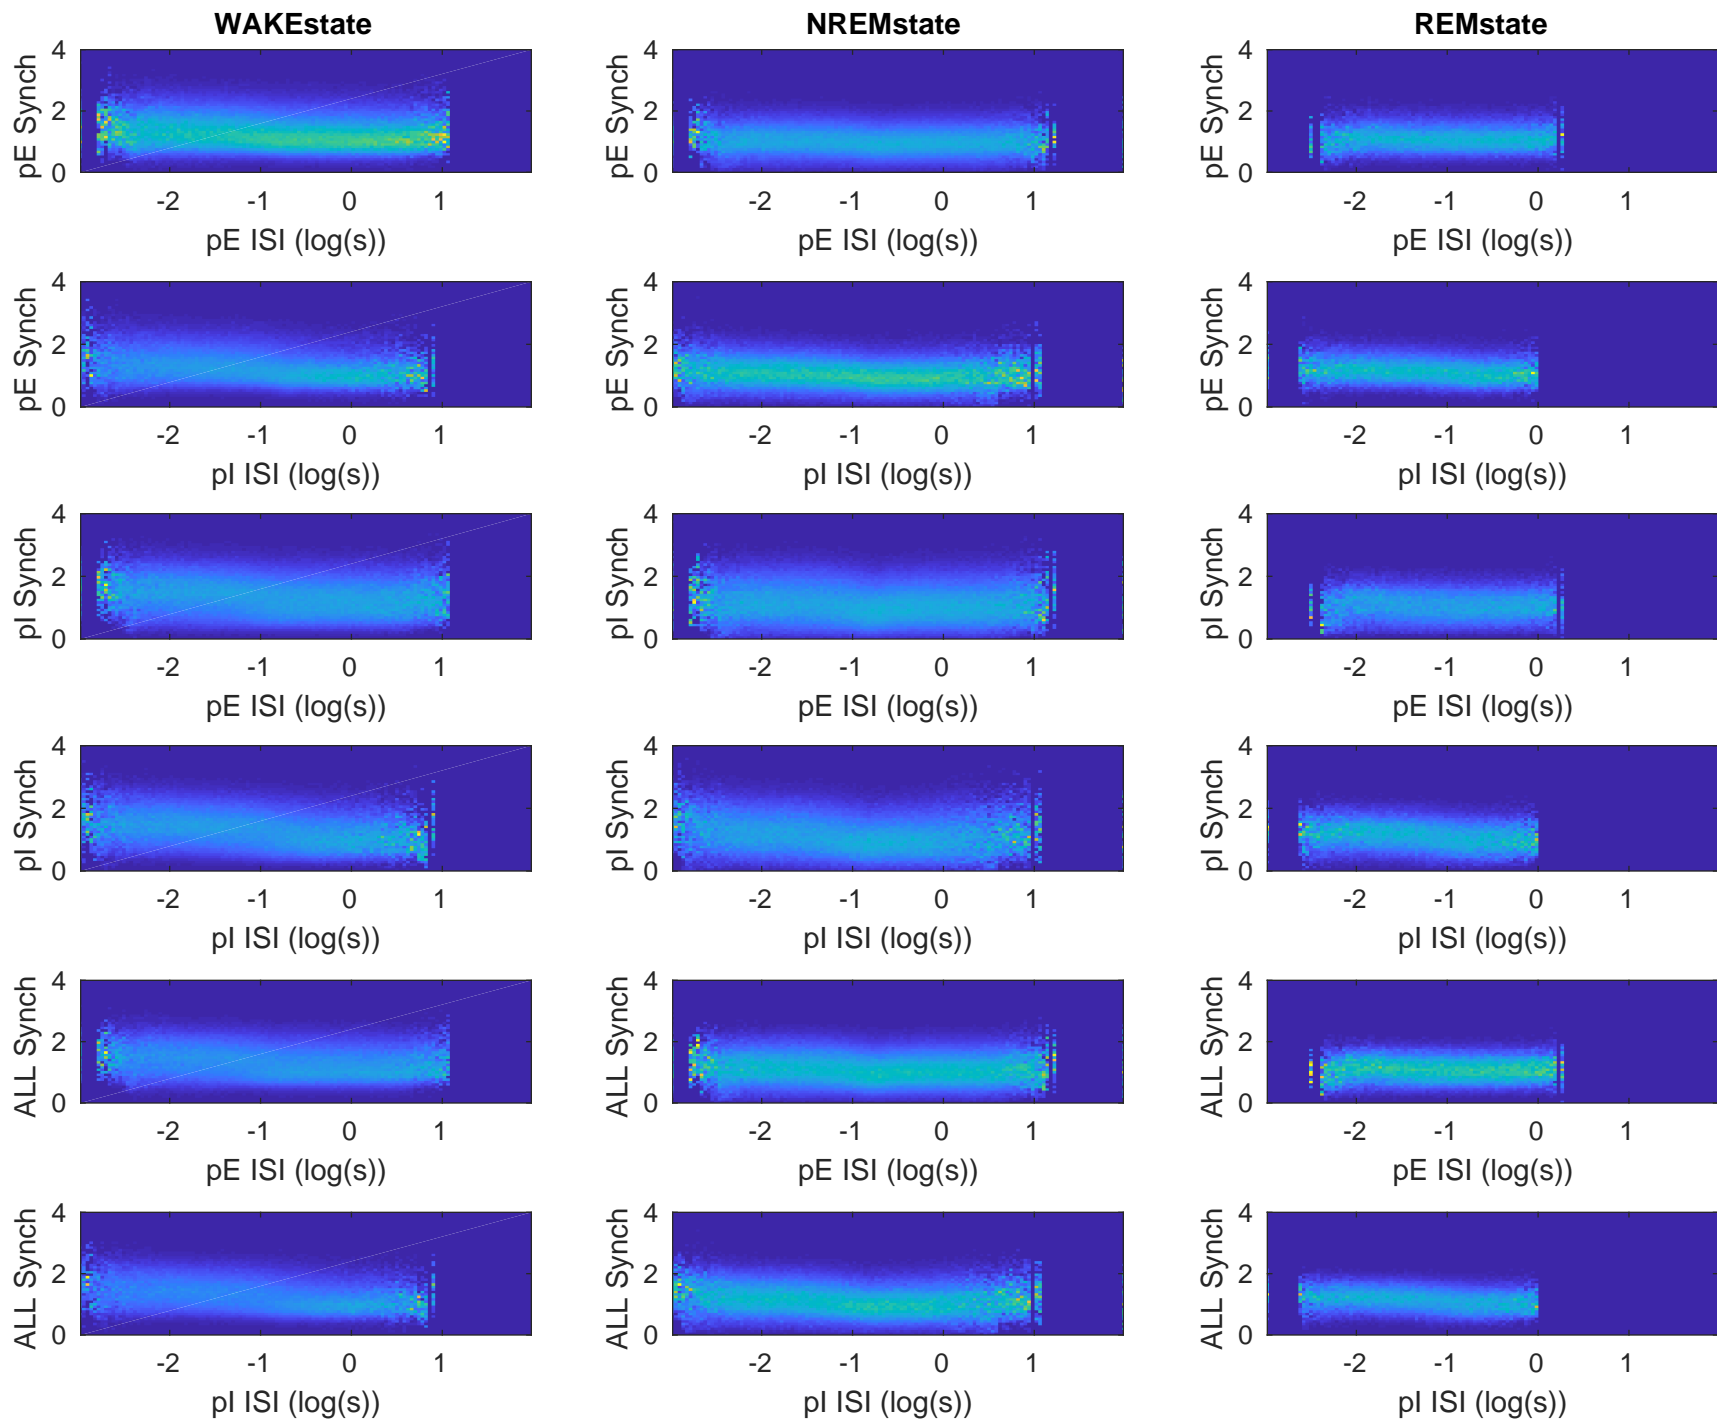 WAKEstate NREMstate REMstate
pE Synch 4 2 0 pE Synch 4 2 0 pE Synch 4 2 0
-2 -1 0 1 -2 -1 0 1 -2 -1 0 1
pE ISI (log(s)) pE ISI (log(s)) pE ISI (log(s))
pE Synch 4 2 0 pE Synch 4 2 0 pE Synch 4 2 0
-2 -1 0 1 -2 -1 0 1 -2 -1 0 1
pI ISI (log(s)) pI ISI (log(s)) pI ISI (log(s))
pI Synch 4 2 0 pI Synch 4 2 0 pI Synch 4 2 0
-2 -1 0 1 -2 -1 0 1 -2 -1 0 1
pE ISI (log(s)) pE ISI (log(s)) pE ISI (log(s))
pI Synch 4 2 0 pI Synch 4 2 0 pI Synch 4 2 0
-2 -1 0 1 -2 -1 0 1 -2 -1 0 1
pI ISI (log(s)) pI ISI (log(s)) pI ISI (log(s))
ALL Synch 4 2 0 ALL Synch 4 2 0 ALL Synch 4 2 0
-2 -1 0 1 -2 -1 0 1 -2 -1 0 1
pE ISI (log(s)) pE ISI (log(s)) pE ISI (log(s))
ALL Synch 4 2 0 ALL Synch 4 2 0 ALL Synch 4 2 0
-2 -1 0 1 -2 -1 0 1 -2 -1 0 1
pI ISI (log(s)) pI ISI (log(s)) pI ISI (log(s))